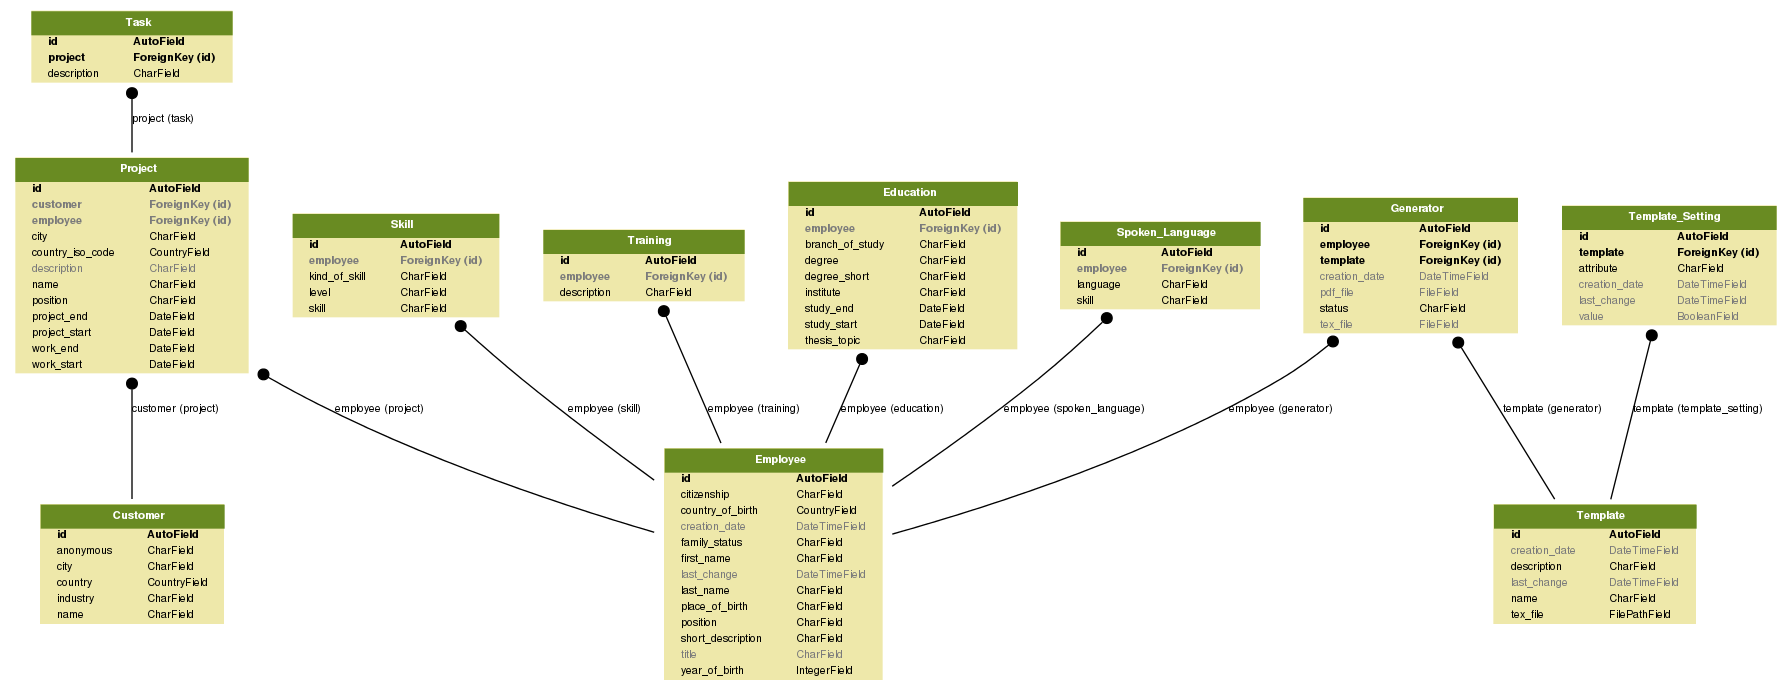 Task
id AutoField
project ForeignKey (id)
description CharField
project (task)
Project
id AutoField
customer ForeignKey (id)
employee ForeignKey (id)
city CharField
country_iso_code CountryField
description CharField
name CharField
position CharField
project_end DateField
project_start DateField
work_end DateField
work_start DateField
Skill
id AutoField
employee ForeignKey (id)
kind_of_skill CharField
level CharField
skill CharField
Training
id AutoField
employee ForeignKey (id)
description CharField
Education
id AutoField
employee ForeignKey (id)
branch_of_study CharField
degree CharField
degree_short CharField
institute CharField
study_end DateField
study_start DateField
thesis_topic CharField
Spoken_Language
id AutoField
employee ForeignKey (id)
language CharField
skill CharField
Generator
id AutoField
employee ForeignKey (id)
template ForeignKey (id)
creation_date DateTimeField
pdf_file FileField
status CharField
tex_file FileField
Template_Setting
id AutoField
template ForeignKey (id)
attribute CharField
creation_date DateTimeField
last_change DateTimeField
value BooleanField
customer (project)
employee (project)
employee (skill)
employee (training)
employee (education)
employee (spoken_language)
employee (generator)
template (generator)
template (template_setting)
Customer
id AutoField
anonymous CharField
city CharField
country CountryField
industry CharField
name CharField
Employee
id AutoField
citizenship CharField
country_of_birth CountryField
creation_date DateTimeField
family_status CharField
first_name CharField
last_change DateTimeField
last_name CharField
place_of_birth CharField
position CharField
short_description CharField
title CharField
year_of_birth IntegerField
Template
id AutoField
creation_date DateTimeField
description CharField
last_change DateTimeField
name CharField
tex_file FilePathField